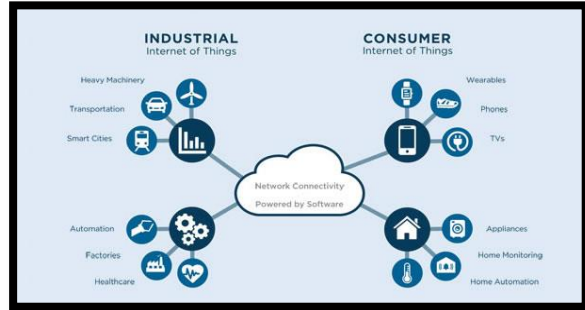 INDUSTRIAL
Internet of Things
CONSUMER
Internet of Things
Heavy Machinery
Transportation
Smart Cities
Wearables
Phones
TVs
Network Connectivity
Powered by Software
Automation
Factories
Healthcare
Appliances
Home Monitoring
Home Automation